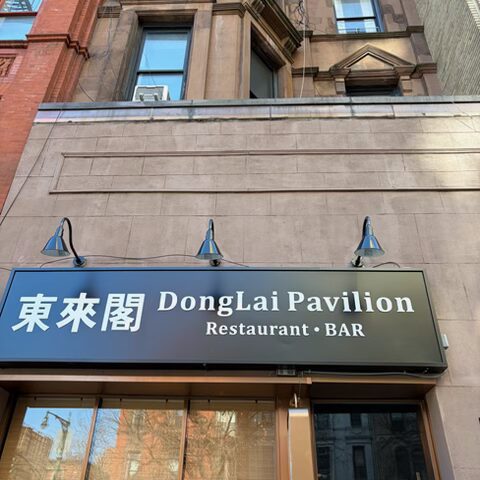 東來閣 DongLai Pavilion
Restaurant • BAR